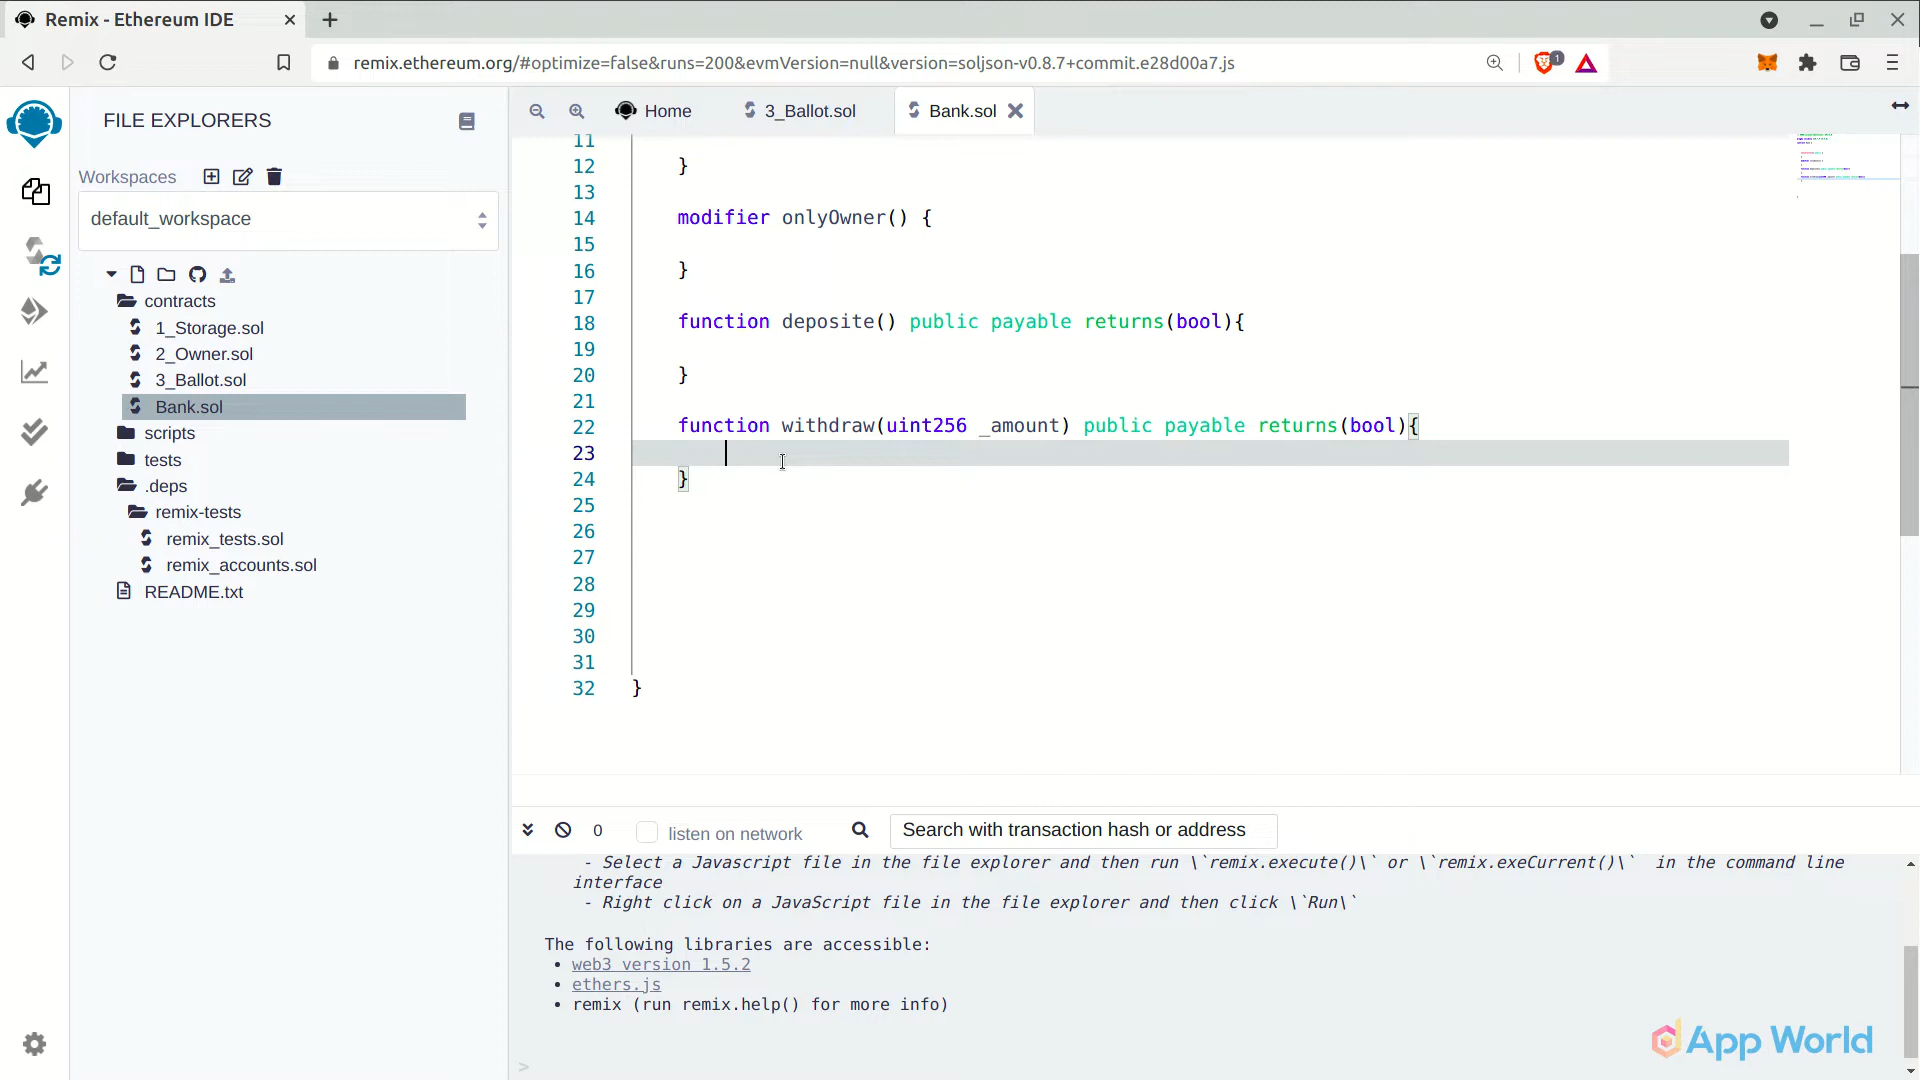 Remix - Ethereum IDE
remix.ethereum.org/#optimize=false&runs=200&evmVersion=null&version=soljson-v0.8.7+commit.e28d00a7.js
1
FILE EXPLORERS
Workspaces
default_workspace
contracts
1_Storage.sol
2_Owner.sol
3_Ballot.sol
Bank.sol
scripts
tests
.deps
remix-tests
remix_tests.sol
remix_accounts.sol
README.txt
Home
3_Ballot.sol
Bank.sol
11
12 }
13
14 modifier onlyOwner() {
15
16 }
17
18 function deposite() public payable returns(bool){
19
20 }
21
22 function withdraw(uint256 _amount) public payable returns(bool){
23
24 }
25
26
27
28
29
30
31
32 }
0
listen on network
Search with transaction hash or address
- Select a Javascript file in the file explorer and then run \`remix.execute()\` or \`remix.exeCurrent()\` in the command line
interface
- Right click on a JavaScript file in the file explorer and then click \`Run\`
The following libraries are accessible:
• web3 version 1.5.2
• ethers.js
• remix (run remix.help() for more info)
>
App World